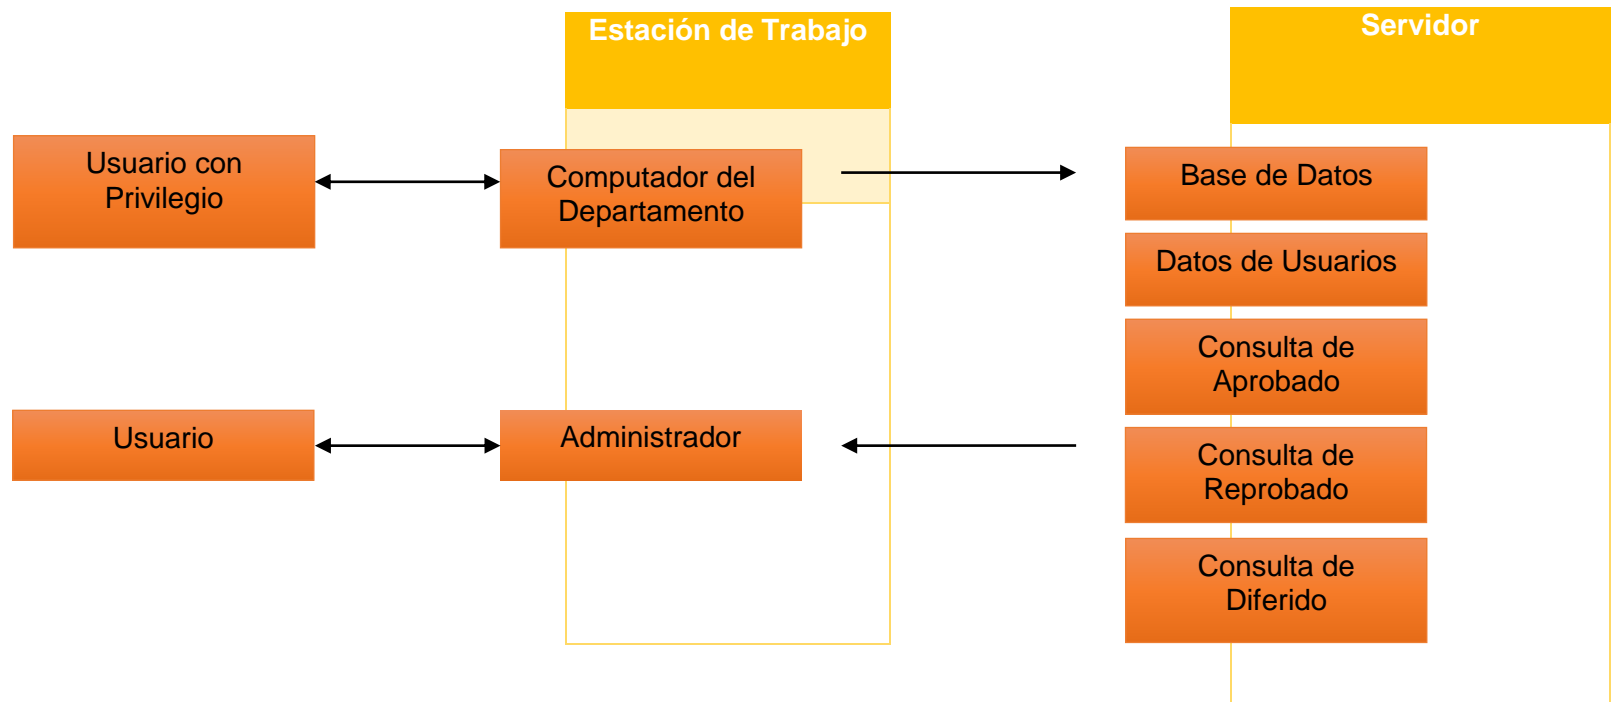 Estación de Trabajo
Servidor
Usuario con
Privilegio
Computador del
Departamento
Base de Datos
Datos de Usuarios
Consulta de
Aprobado
Usuario
Administrador
Consulta de
Reprobado
Consulta de
Diferido